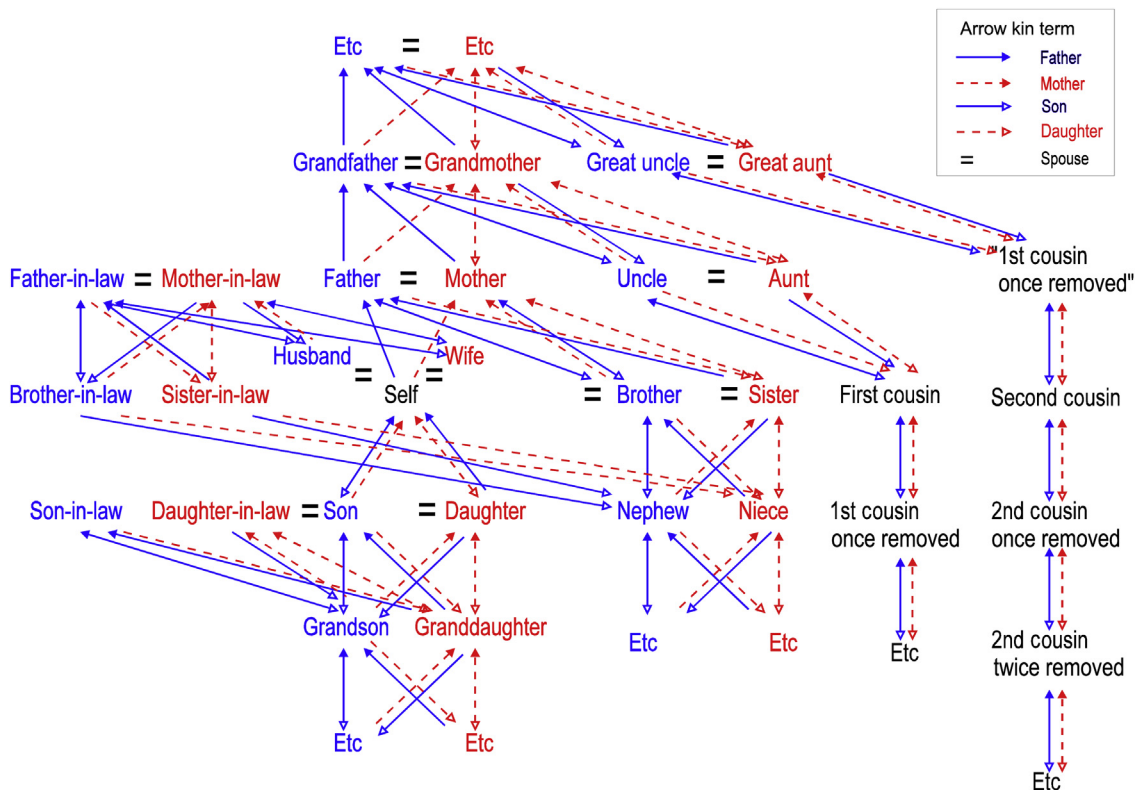 Etc = Etc
Arrow kin term
Father
Mother
Son
Daughter
= Spouse
Grandfather = Grandmother Great uncle = Great aunt
Father-in-law = Mother-in-law Father = Mother Uncle = Aunt "1st cousin
once removed"
Husband Wife
= =
Brother-in-law Sister-in-law Self = Brother = Sister First cousin Second cousin
Son-in-law Daughter-in-law = Son = Daughter Nephew Niece 1st cousin 2nd cousin
once removed once removed
Grandson Granddaughter Etc Etc Etc 2nd cousin
twice removed
Etc Etc
Etc